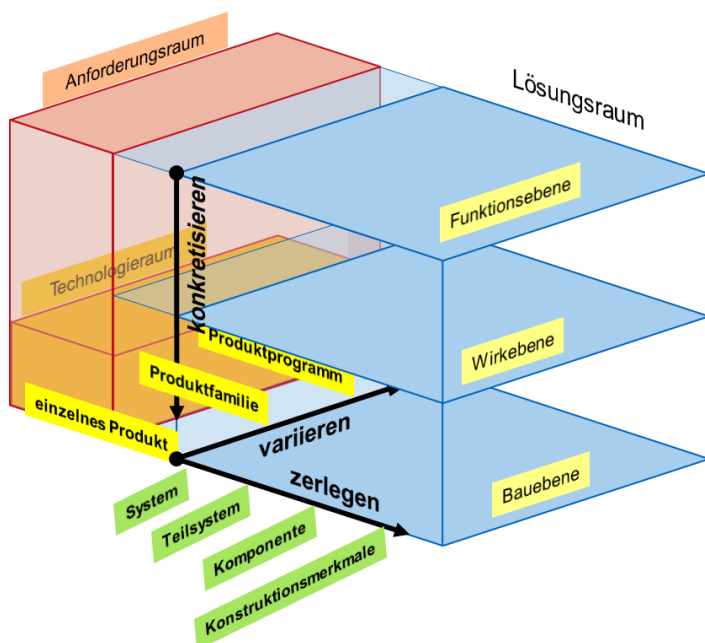 Anforderungsraum
Lösungsraum
Funktionsebene
konkretisieren
Technologieraum
Produktprogramm
Wirkebene
Produktfamilie
einzelnes Produkt
variieren
zerlegen
Bauebene
System
Teilsystem
Komponente
Konstruktionsmerkmale